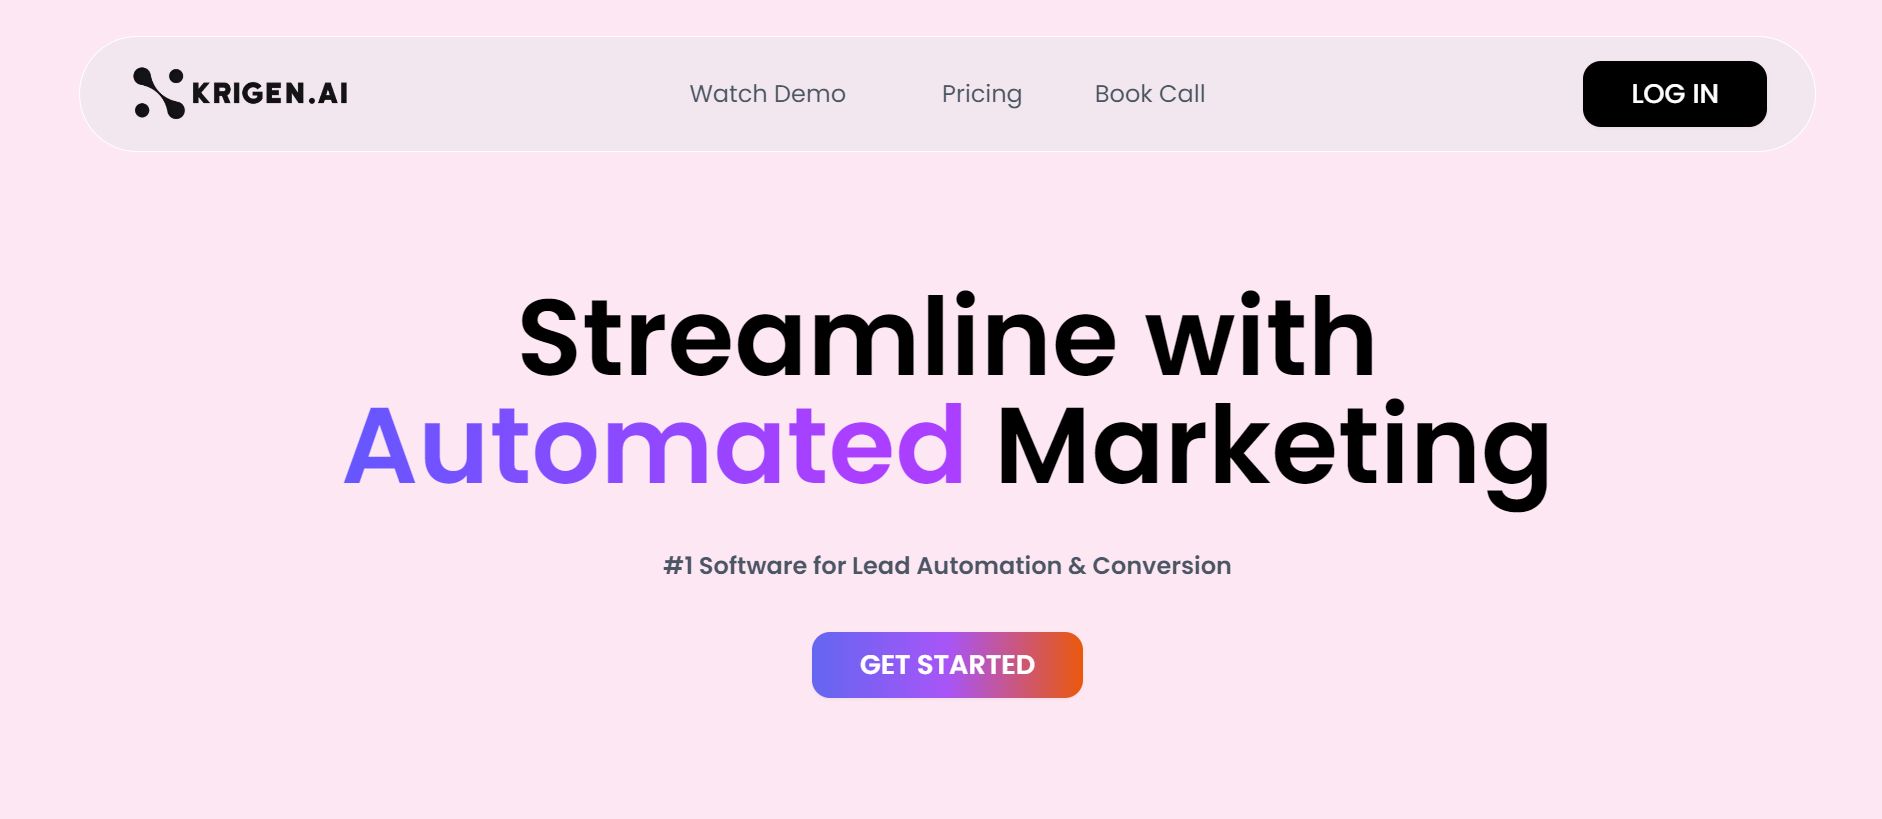 KRIGEN.AI
Watch Demo
Pricing
Book Call
LOG IN
Streamline with
Automated Marketing
#1 Software for Lead Automation & Conversion
GET STARTED